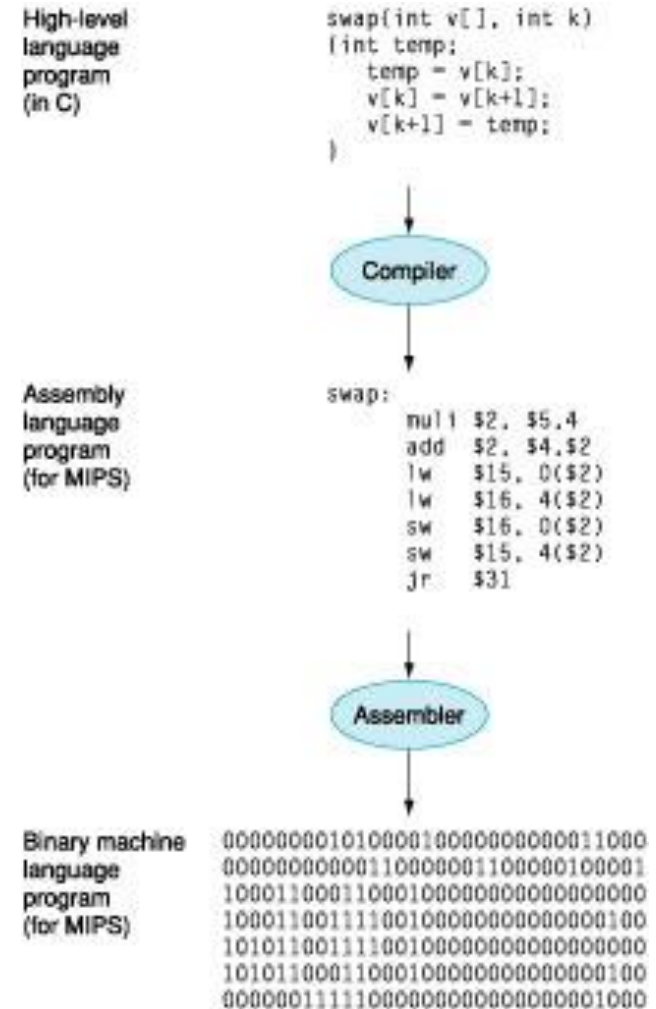 High-level
language
program
(in C)
swap(int v[], int k)
{int temp;
temp = v[k];
v[k] = v[k+1];
v[k+1] = temp;
}
Compiler
Assembly
language
program
(for MIPS)
swap:
muli $2, $5,4
add $2, $4,$2
lw $15, 0($2)
lw $16, 4($2)
sw $16, 0($2)
sw $15, 4($2)
jr $31
Assembler
Binary machine
language
program
(for MIPS)
00000000101000010000000000011000
00000000000110000001100000100001
10001100011000100000000000000000
10001100111100100000000000000100
10101100111100100000000000000000
10101100011000100000000000000100
00000011111000000000000000001000